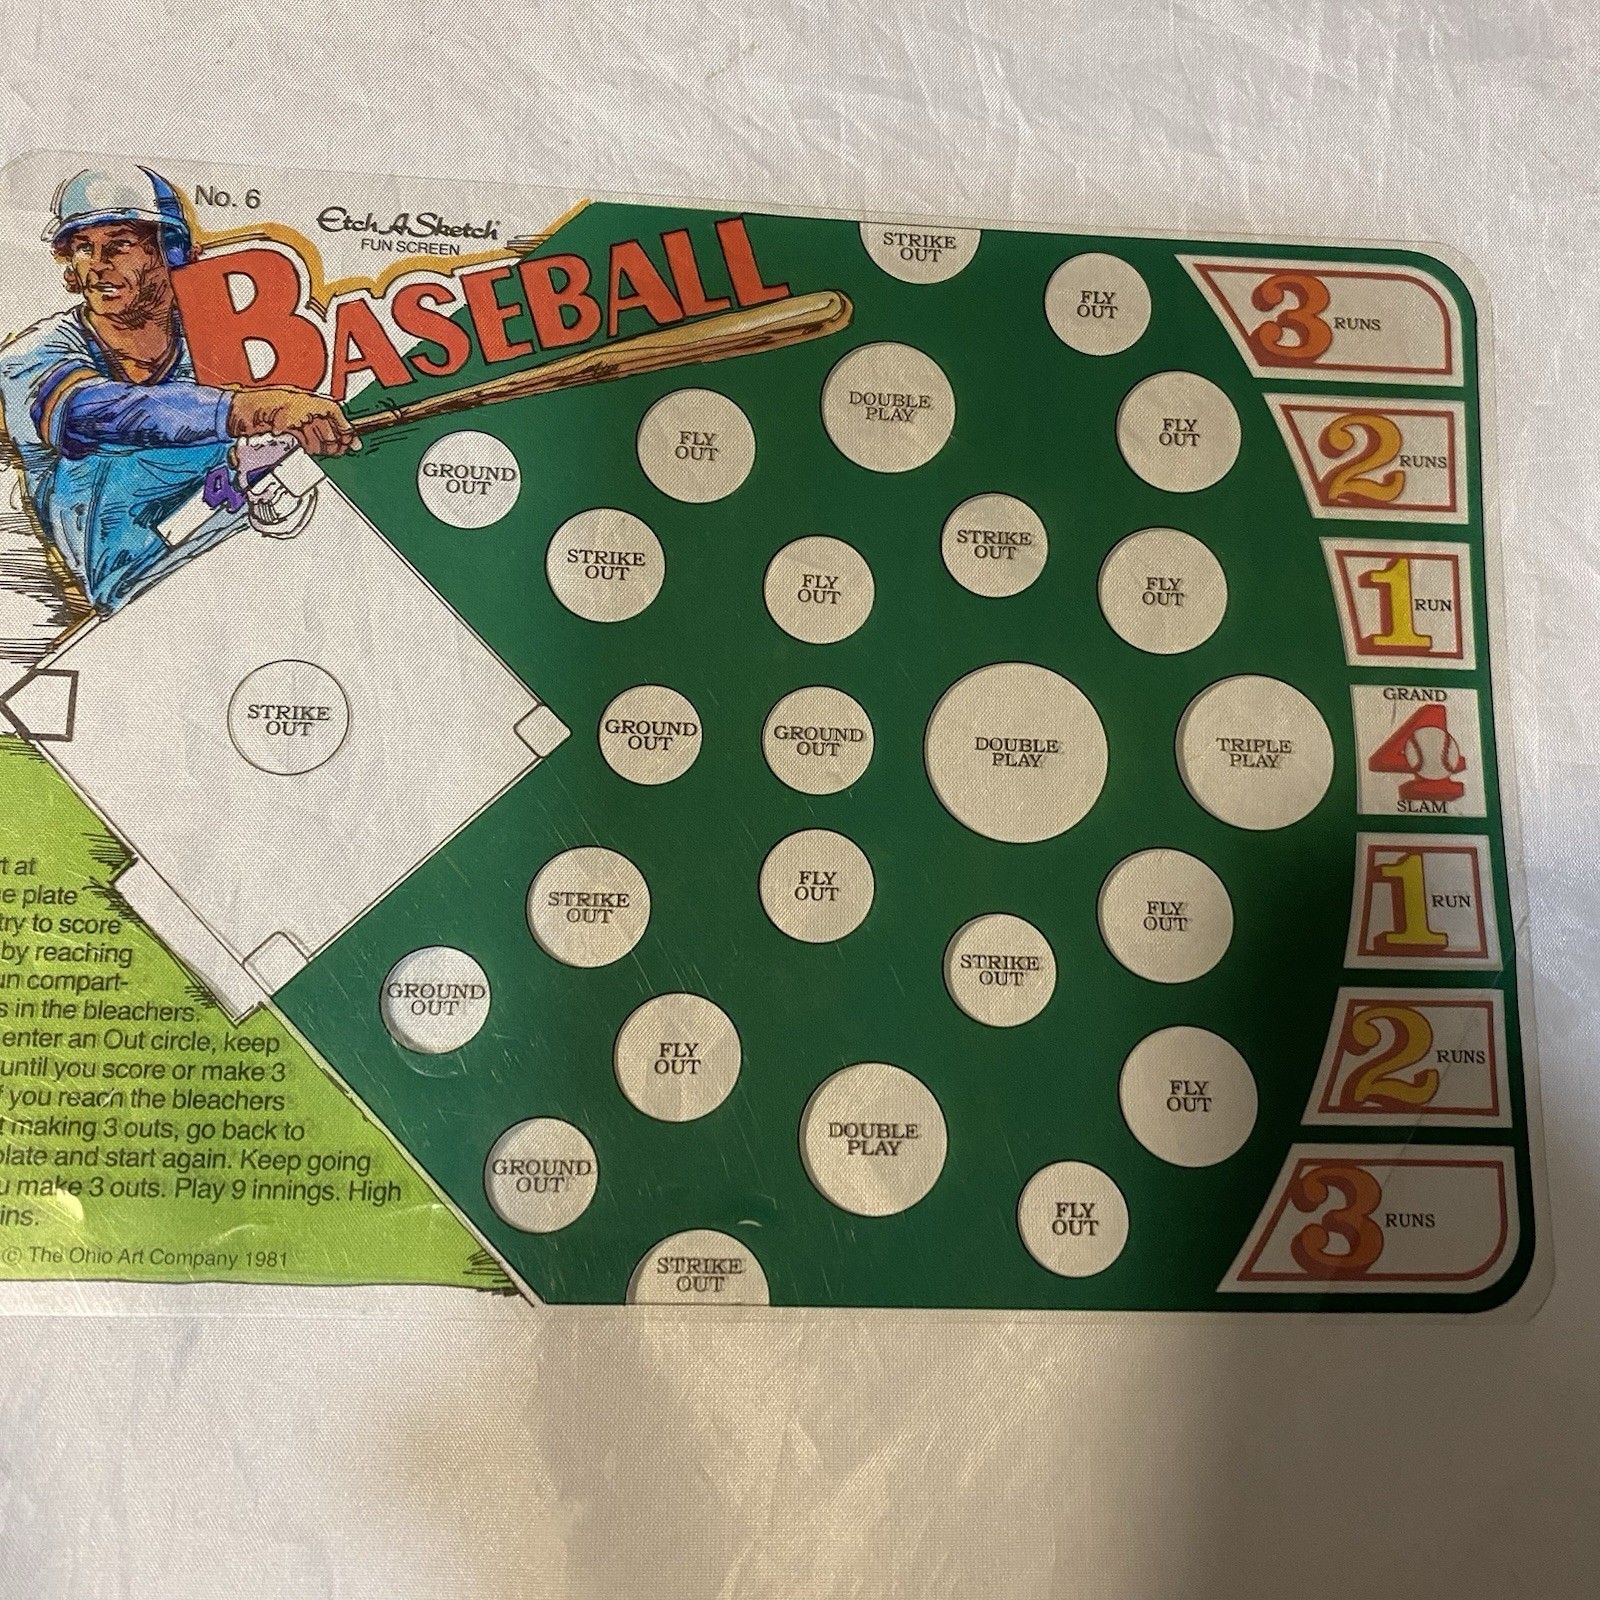 No. 6
Etch A Sketch
FUN SCREEN
BASEBALL
STRIKE
OUT
FLY
OUT
3 RUNS
DOUBLE
PLAY
FLY
OUT
FLY
OUT
2 RUNS
GROUND
OUT
STRIKE
OUT
STRIKE
OUT
FLY
OUT
FLY
OUT
1 RUN
STRIKE
OUT
GROUND
OUT
GROUND
OUT
DOUBLE
PLAY
TRIPLE
PLAY
GRAND
4
SLAM
STRIKE
OUT
FLY
OUT
FLY
OUT
1 RUN
GROUND
OUT
STRIKE
OUT
FLY
OUT
2 RUNS
FLY
OUT
GROUND
OUT
DOUBLE
PLAY
FLY
OUT
3 RUNS
STRIKE
OUT
t at
e plate
try to score
by reaching
un compart-
s in the bleachers.
enter an Out circle, keep
until you score or make 3
f you reach the bleachers
t making 3 outs, go back to
plate and start again. Keep going
u make 3 outs. Play 9 innings. High
ins.
© The Ohio Art Company 1981